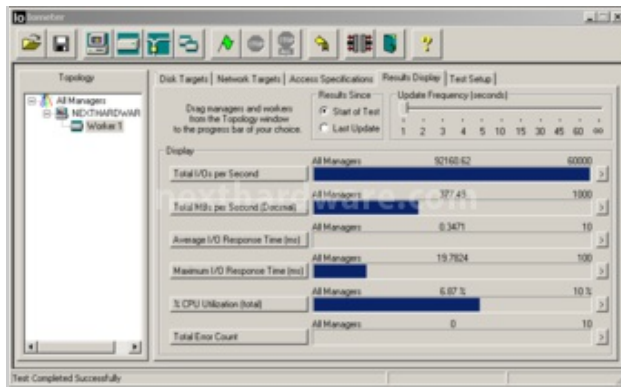 Iometer
Topology
All Managers
NEXTHARDWAR
Worker 1
Disk Targets
Network Targets
Access Specifications
Results Display
Test Setup
Drag managers and workers
from the Topology window
to the progress bar of your choice.
Results Since
Start of Test
Last Update
Update Frequency (seconds)
1 2 3 4 5 10 15 30 45 60 oo
Display
All Managers 92160.62 60000
Total I/Os per Second
All Managers 377.49 1000
Total MBs per Second (Decimal)
nexthardware.com
All Managers 0.3471 10
Average I/O Response Time (ms)
All Managers 19.7824 100
Maximum I/O Response Time (ms)
All Managers 6.87 % 10 %
% CPU Utilization (total)
All Managers 0 10
Total Error Count
Test Completed Successfully